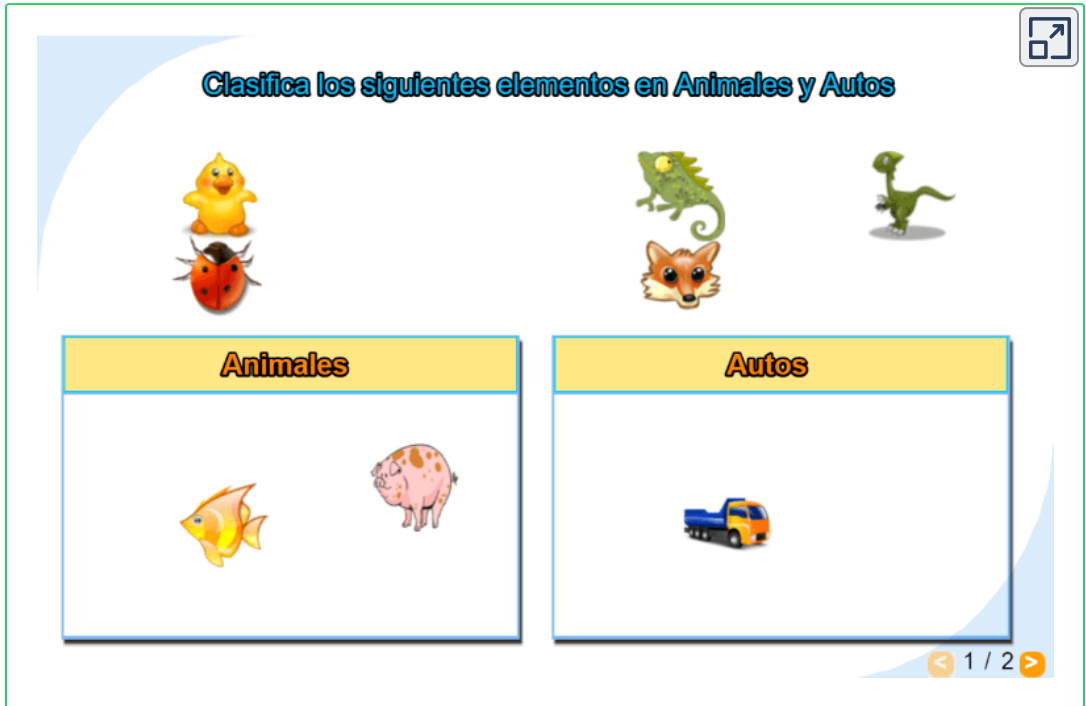 Clasifica los siguientes elementos en Animales y Autos
Animales
Autos
< 1 / 2 >